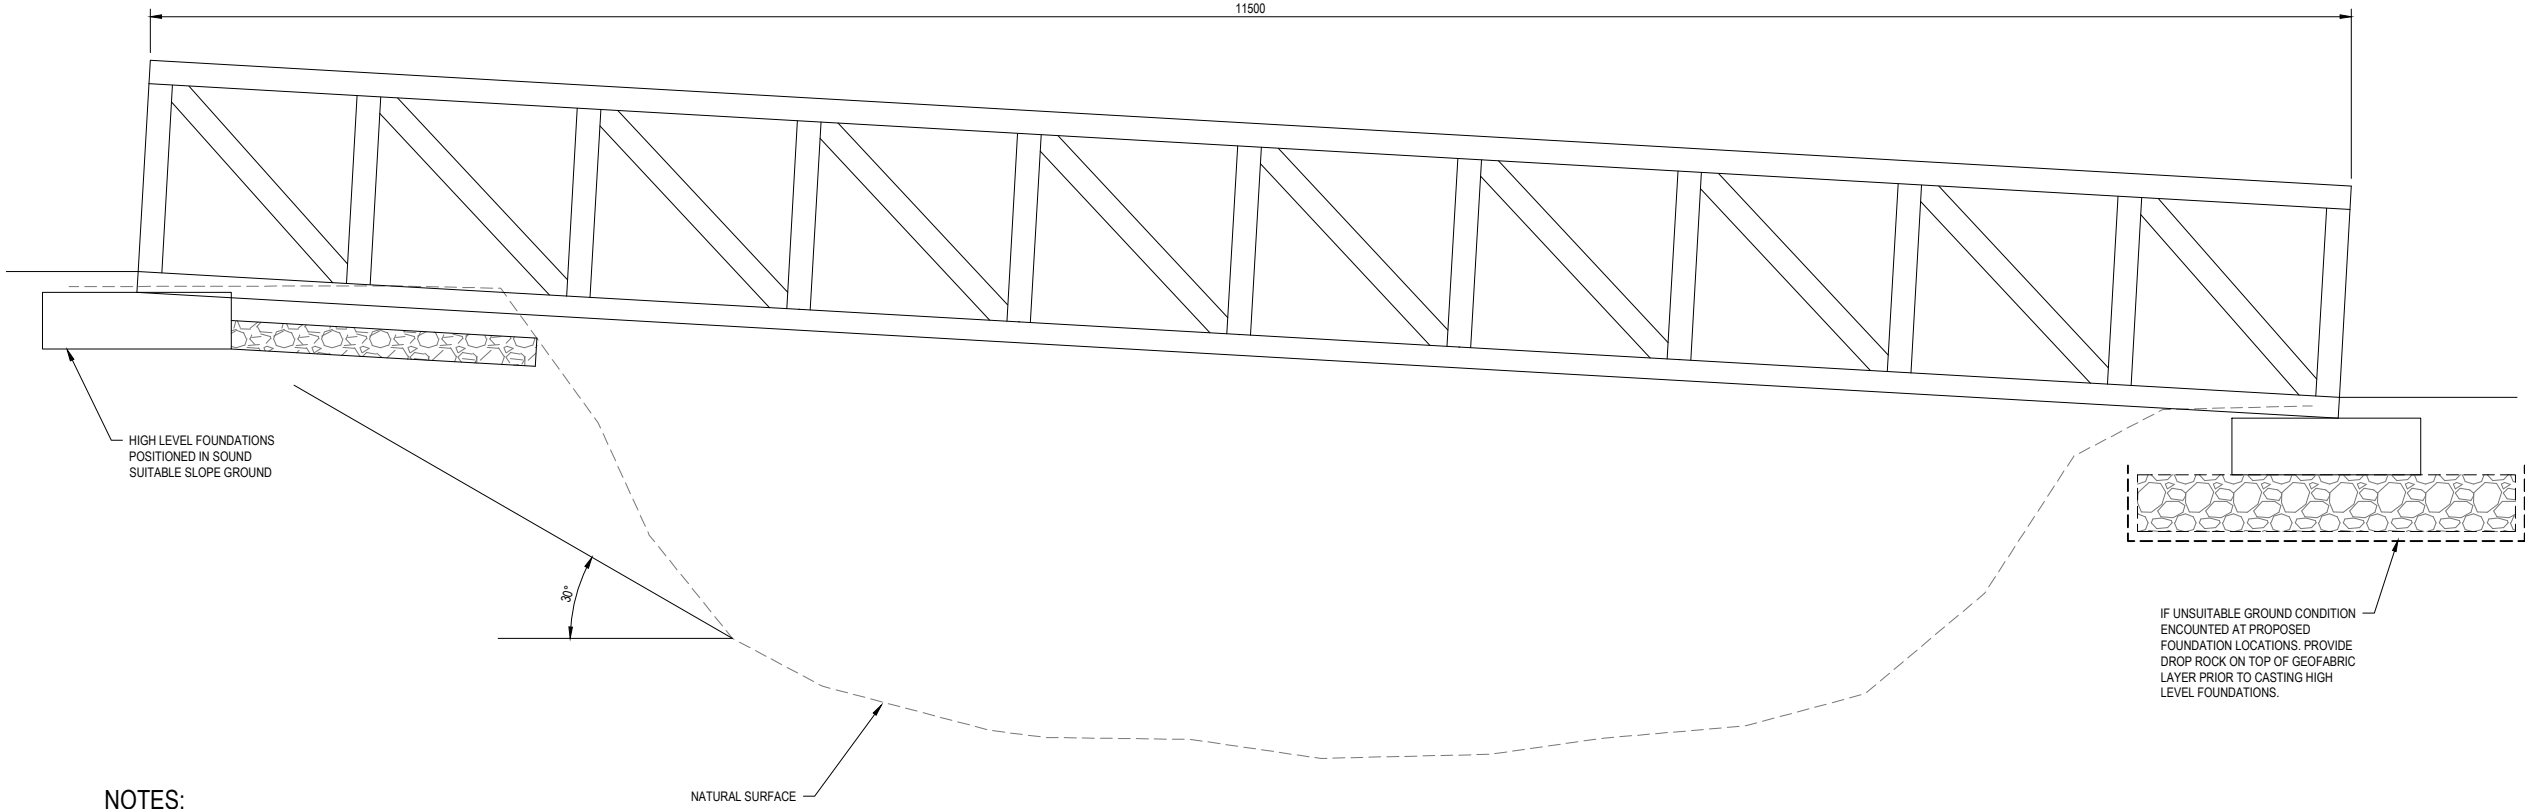 11500
HIGH LEVEL FOUNDATIONS
POSITIONED IN SOUND
SUITABLE SLOPE GROUND
30°
IF UNSUITABLE GROUND CONDITION
ENCOUNTED AT PROPOSED
FOUNDATION LOCATIONS. PROVIDE
DROP ROCK ON TOP OF GEOFABRIC
LAYER PRIOR TO CASTING HIGH
LEVEL FOUNDATIONS.
NATURAL SURFACE
NOTES: